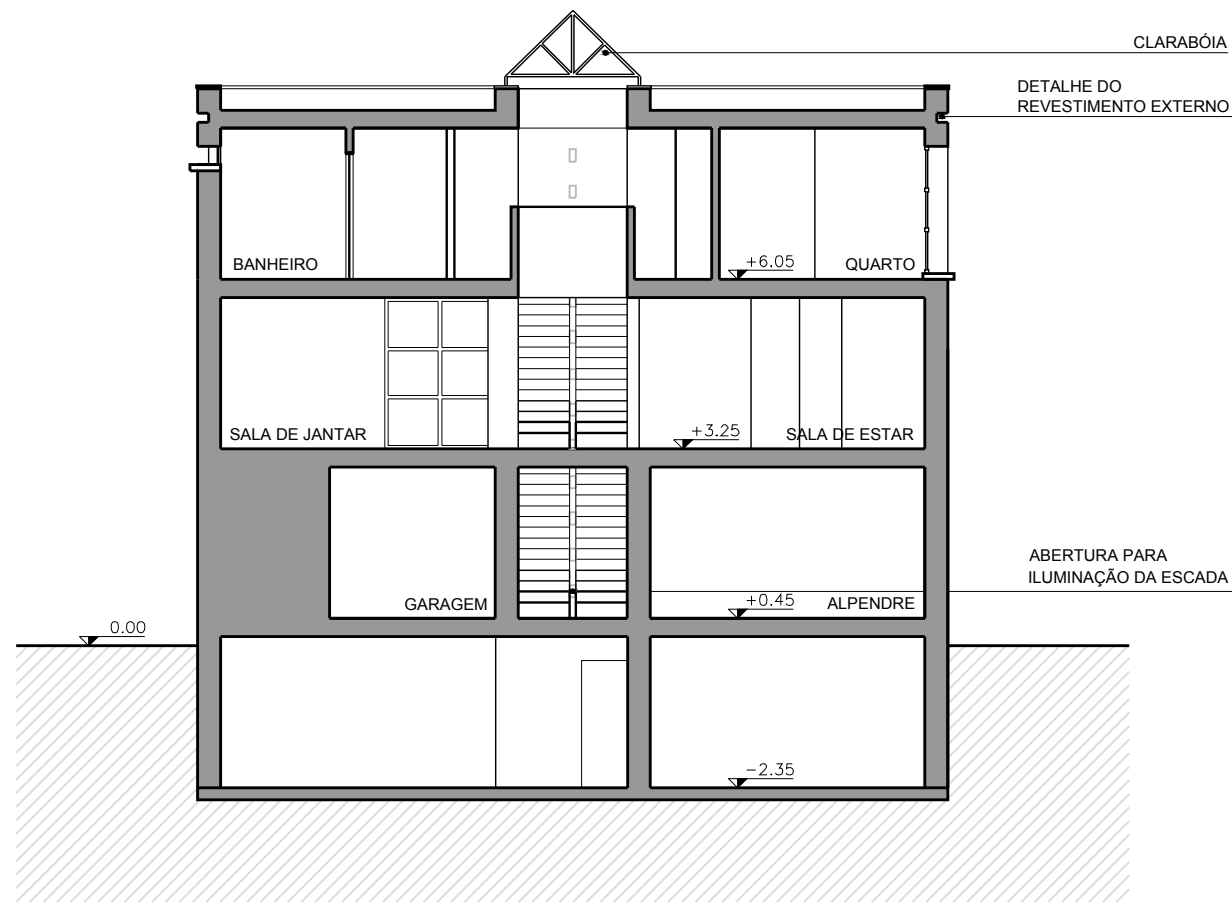 CLARABÓIA
DETALHE DO
REVESTIMENTO EXTERNO
BANHEIRO
+6.05
QUARTO
SALA DE JANTAR
+3.25
SALA DE ESTAR
ABERTURA PARA
ILUMINAÇÃO DA ESCADA
GARAGEM
+0.45
ALPENDRE
0.00
-2.35